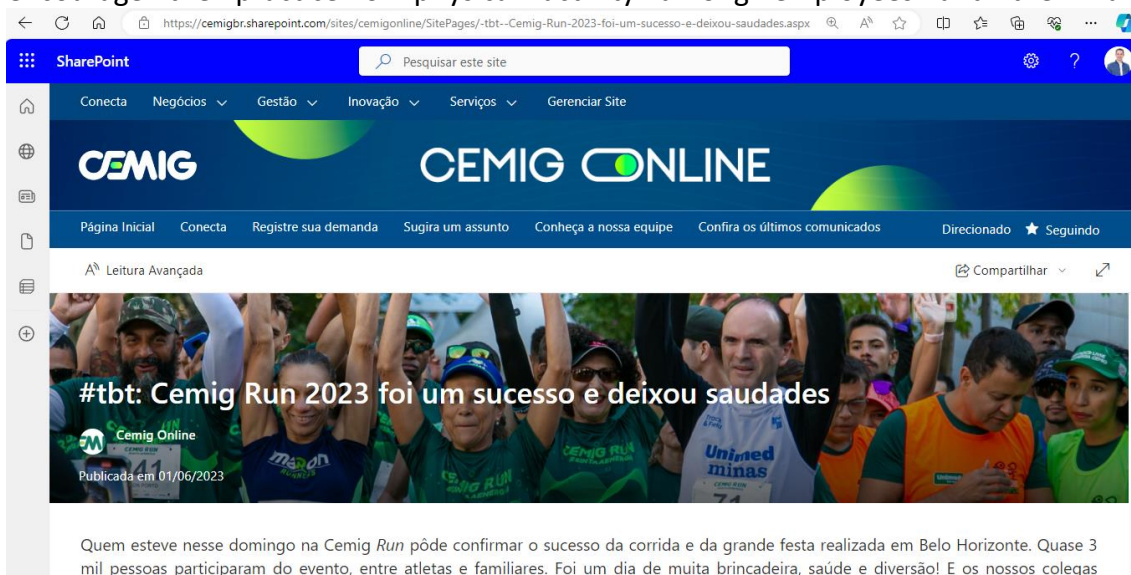 https://cemigbr.sharepoint.com/sites/cemigonline/SitePages/-tbt--Cemig-Run-2023-foi-um-sucesso-e-deixou-saudades.aspx
SharePoint
Pesquisar este site
Conecta Negócios Gestão Inovação Serviços Gerenciar Site
CEMIG
CEMIG ONLINE
Página Inicial Conecta Registre sua demanda Sugira um assunto Conheça a nossa equipe Confira os últimos comunicados Direcionado Seguindo
Leitura Avançada Compartilhar
#tbt: Cemig Run 2023 foi um sucesso e deixou saudades
Cemig Online
Publicada em 01/06/2023
CEMIG RUN
Unimed
minas
Quem esteve nesse domingo na Cemig Run pôde confirmar o sucesso da corrida e da grande festa realizada em Belo Horizonte. Quase 3
mil pessoas participaram do evento, entre atletas e familiares. Foi um dia de muita brincadeira, saúde e diversão! E os nossos colegas